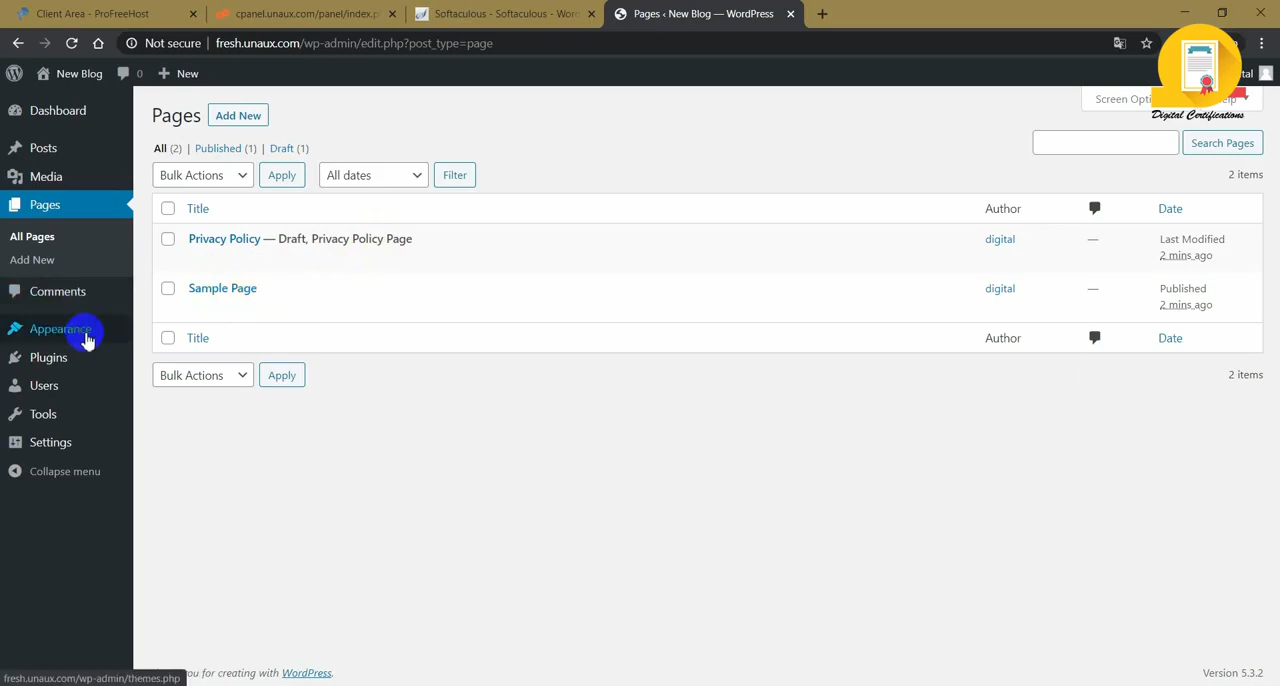 Client Area - ProFreeHost
cpanel.unaux.com/panel/index.p
Softaculous - Softaculous - Wor
Pages ‹ New Blog — WordPress
Not secure | fresh.unaux.com/wp-admin/edit.php?post_type=page
New Blog
0
New
tal
Dashboard
Posts
Media
Pages
All Pages
Add New
Comments
Appearance
Plugins
Users
Tools
Settings
Collapse menu
Pages
Add New
Screen Opti
Digital Certifications
All (2) | Published (1) | Draft (1)
Search Pages
Bulk Actions
Apply
All dates
Filter
2 items
Title
Author
Date
Privacy Policy — Draft, Privacy Policy Page
digital
—
Last Modified
2 mins ago
Sample Page
digital
—
Published
2 mins ago
Title
Author
Date
Bulk Actions
Apply
2 items
you for creating with WordPress.
Version 5.3.2
fresh.unaux.com/wp-admin/themes.php